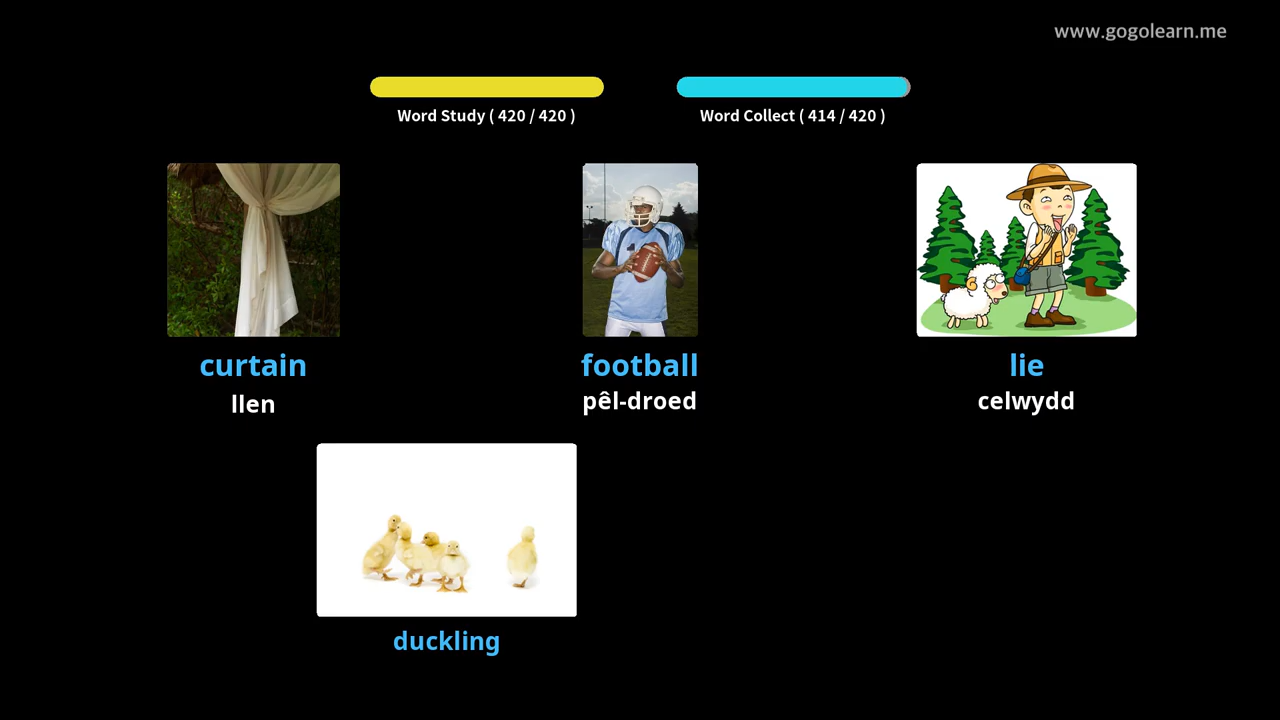 www.gogolearn.me
Word Study ( 420 / 420 )
Word Collect ( 414 / 420 )
curtain
llen
football
pêl-droed
lie
celwydd
duckling